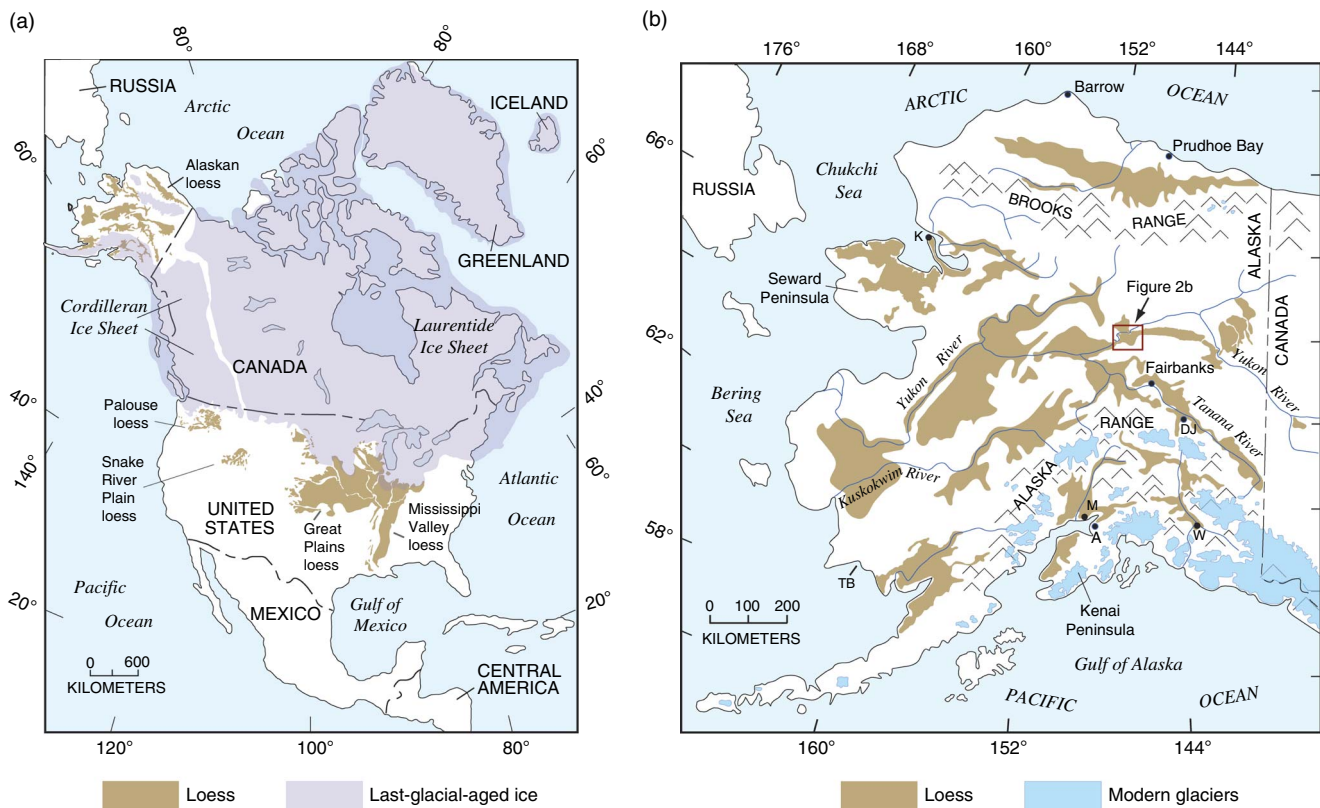 (a)
80°
80°
RUSSIA
Arctic
Ocean
ICELAND
60°
60°
Alaskan
loess
GREENLAND
Cordilleran
Ice Sheet
Laurentide
Ice Sheet
CANADA
40°
40°
Palouse
loess
140°
60°
Snake
River
Plain
loess
Atlantic
Ocean
UNITED
STATES
Great
Plains
loess
Mississippi
Valley
loess
Pacific
Ocean
MEXICO
Gulf of
Mexico
20°
20°
0 600
KILOMETERS
CENTRAL
AMERICA
120°
100°
80°
Loess
Last-glacial-aged ice
(b)
176°
168°
160°
152°
144°
ARCTIC
OCEAN
Barrow
66°
Prudhoe Bay
Chukchi
Sea
RUSSIA
BROOKS
RANGE
ALASKA
CANADA
K
Seward
Peninsula
Figure 2b
62°
Yukon River
Yukon
River
Fairbanks
Bering
Sea
RANGE
Tanana River
DJ
Kuskokwim River
ALASKA
M
A
W
58°
TB
0 100 200
KILOMETERS
Kenai
Peninsula
Gulf of Alaska
PACIFIC
OCEAN
160°
152°
144°
Loess
Modern glaciers